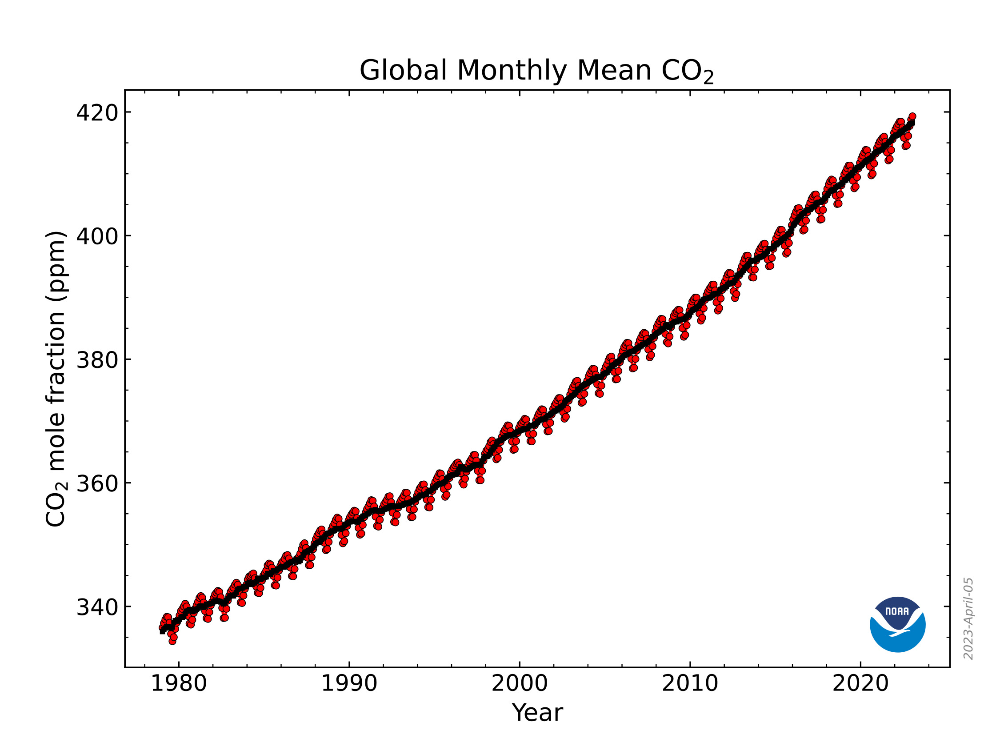 Global Monthly Mean CO₂
420
400
380
360
340
CO₂ mole fraction (ppm)
1980 1990 2000 2010 2020
Year
NOAA
2023-April-05